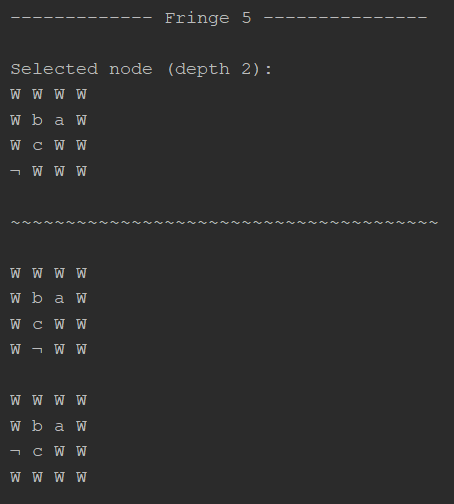 ------------- Fringe 5 ---------------
Selected node (depth 2):
W W W W
W b a W
W c W W
¬ W W W
~~~~~~~~~~~~~~~~~~~~~~~~~~~~~~~~~~~~~~~
W W W W
W b a W
W c W W
W ¬ W W
W W W W
W b a W
¬ c W W
W W W W